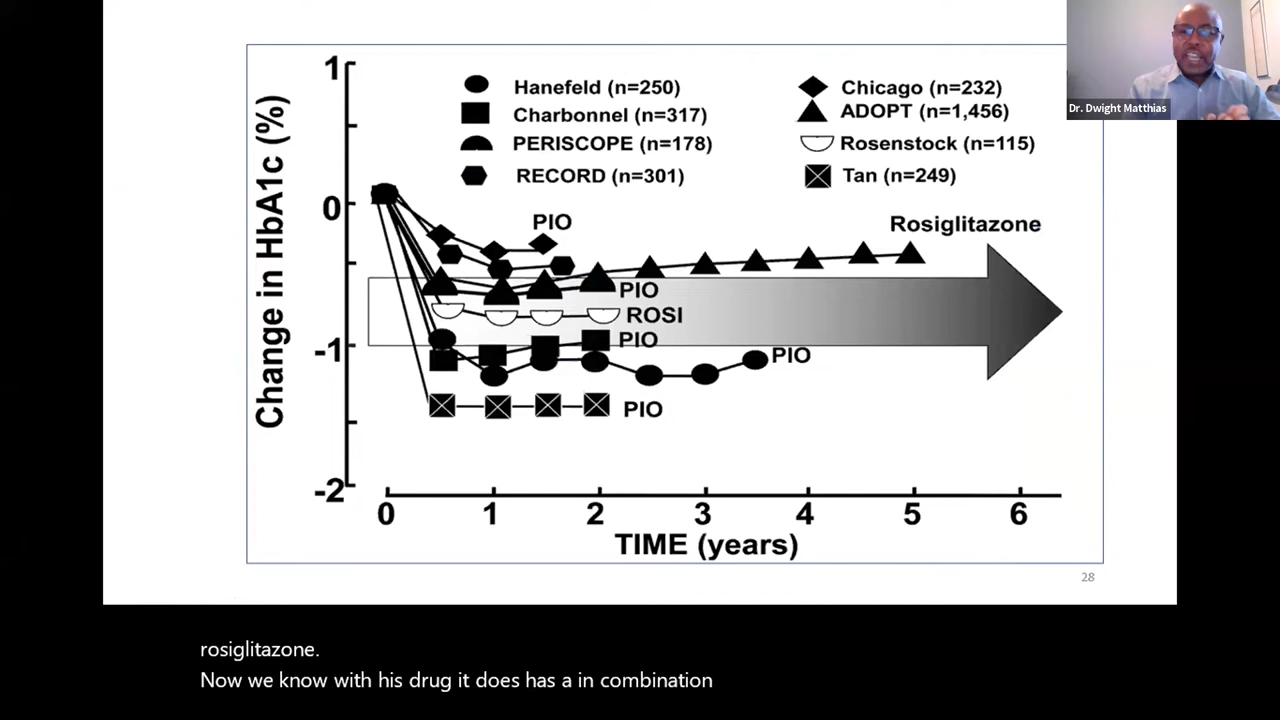 Hanefeld (n=250)
Charbonnel (n=317)
PERISCOPE (n=178)
RECORD (n=301)
Chicago (n=232)
ADOPT (n=1,456)
Rosenstock (n=115)
Tan (n=249)
Dr. Dwight Matthias
Change in HbA1c (%)
1
0
-1
-2
PIO
Rosiglitazone
PIO
ROSI
PIO
PIO
PIO
0 1 2 3 4 5 6
TIME (years)
28
rosiglitazone.
Now we know with his drug it does has a in combination